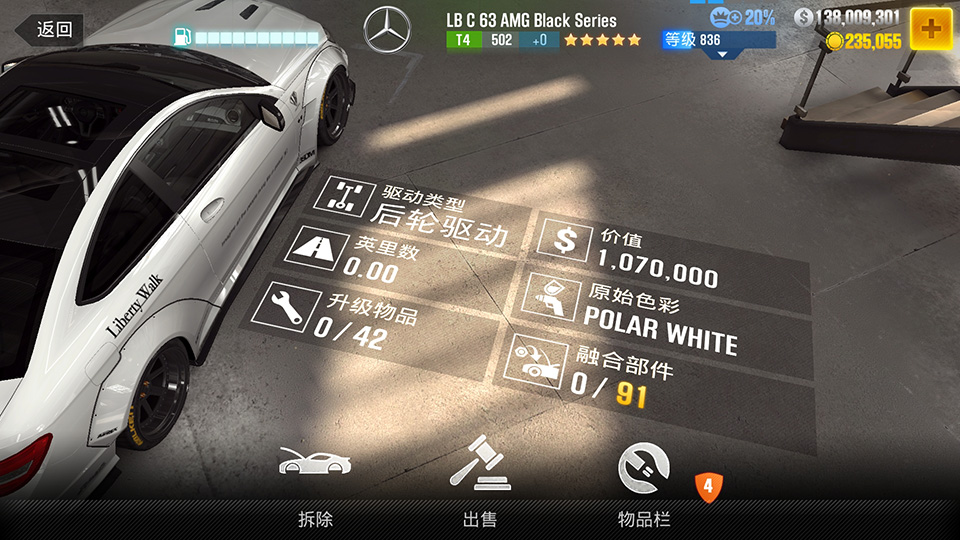 返回
LB C 63 AMG Black Series
T4 502 +0
20%
等级 836
138,009,301
235,055
驱动类型
后轮驱动
英里数
0.00
升级物品
0 / 42
价值
1,070,000
原始色彩
POLAR WHITE
融合部件
0 / 91
Liberty Walk
拆除
出售
物品栏
4